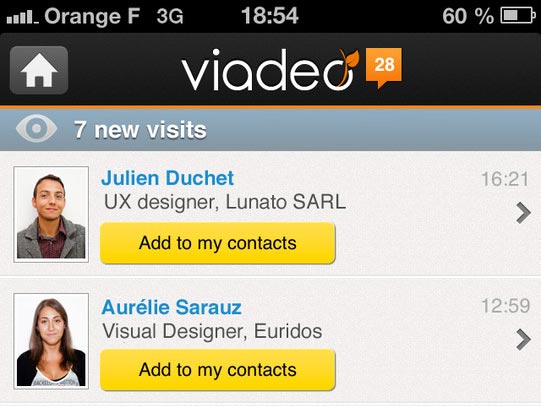 Orange F 3G 18:54 60 %
viadeo 28
7 new visits
Julien Duchet 16:21
UX designer, Lunato SARL
Add to my contacts
Aurélie Sarauz 12:59
Visual Designer, Euridos
Add to my contacts